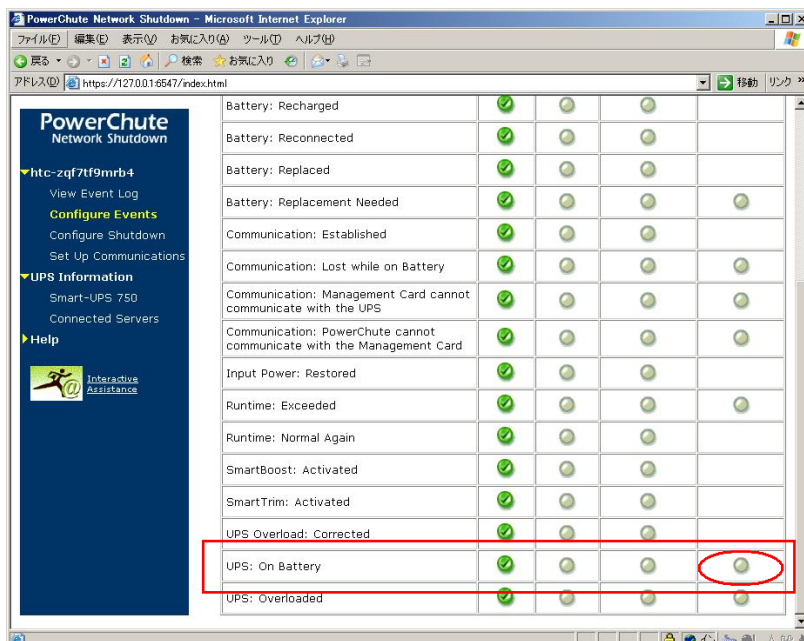 PowerChute Network Shutdown - Microsoft Internet Explorer
ファイル(F) 編集(E) 表示(V) お気に入り(A) ツール(T) ヘルプ(H)
戻る 検索 お気に入り
アドレス(D) https://127.0.0.1:6547/index.html 移動 リンク »
PowerChute
Network Shutdown
htc-zqf7tf9mrb4
View Event Log
Configure Events
Configure Shutdown
Set Up Communications
UPS Information
Smart-UPS 750
Connected Servers
Help
Interactive
Assistance
Battery: Recharged
Battery: Reconnected
Battery: Replaced
Battery: Replacement Needed
Communication: Established
Communication: Lost while on Battery
Communication: Management Card cannot
communicate with the UPS
Communication: PowerChute cannot
communicate with the Management Card
Input Power: Restored
Runtime: Exceeded
Runtime: Normal Again
SmartBoost: Activated
SmartTrim: Activated
UPS Overload: Corrected
UPS: On Battery
UPS: Overloaded